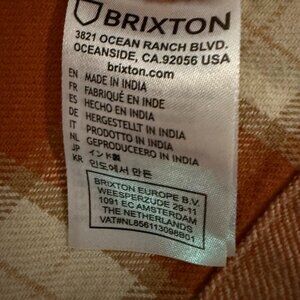 BRIXTON
3821 OCEAN RANCH BLVD.
OCEANSIDE, CA.92056 USA
brixton.com
EN MADE IN INDIA
FR FABRIQUÉ EN INDE
ES HECHO EN INDIA
DE HERGESTELLT IN INDIA
IT PRODOTTO IN INDIA
NL GEPRODUCEERD IN INDIA
JP インド製
KR 인도에서 만든
BRIXTON EUROPE B.V.
WEESPERZIJDE 29-11
1091 EC AMSTERDAM
THE NETHERLANDS
VAT#NL856113098B01